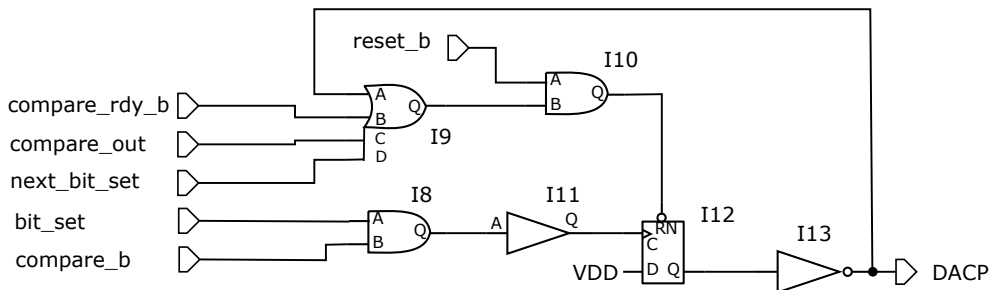 reset_b
I10
A
B
Q
compare_rdy_b
A
B
Q
I9
compare_out
C
D
next_bit_set
I8
I11
bit_set
A
B
Q
A
Q
RN
I12
C
compare_b
I13
VDD
D
Q
DACP